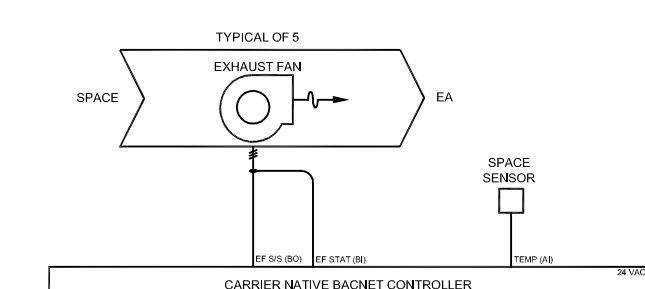 TYPICAL OF 5
EXHAUST FAN
SPACE
EA
SPACE
SENSOR
EF S/S (BO)
EF STAT (BI)
TEMP (AI)
24 VAC
CARRIER NATIVE BACNET CONTROLLER